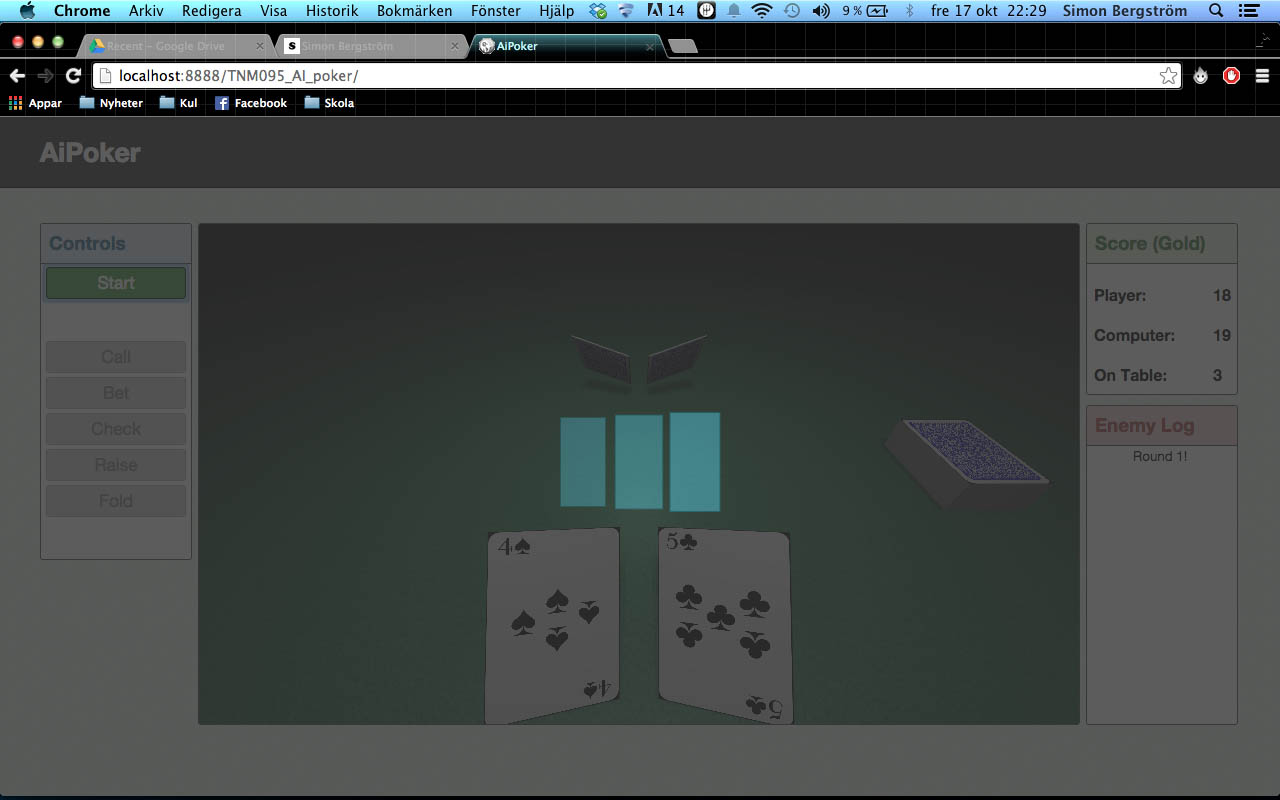 Chrome Arkiv Redigera Visa Historik Bokmärken Fönster Hjälp 14 9 % fre 17 okt 22:29 Simon Bergström
Recent – Google Drive Simon Bergström AiPoker
localhost:8888/TNM095_AI_poker/
Appar Nyheter Kul Facebook Skola
AiPoker
Controls
Start
Call
Bet
Check
Raise
Fold
4 5
4 5
Score (Gold)
Player: 18
Computer: 19
On Table: 3
Enemy Log
Round 1!